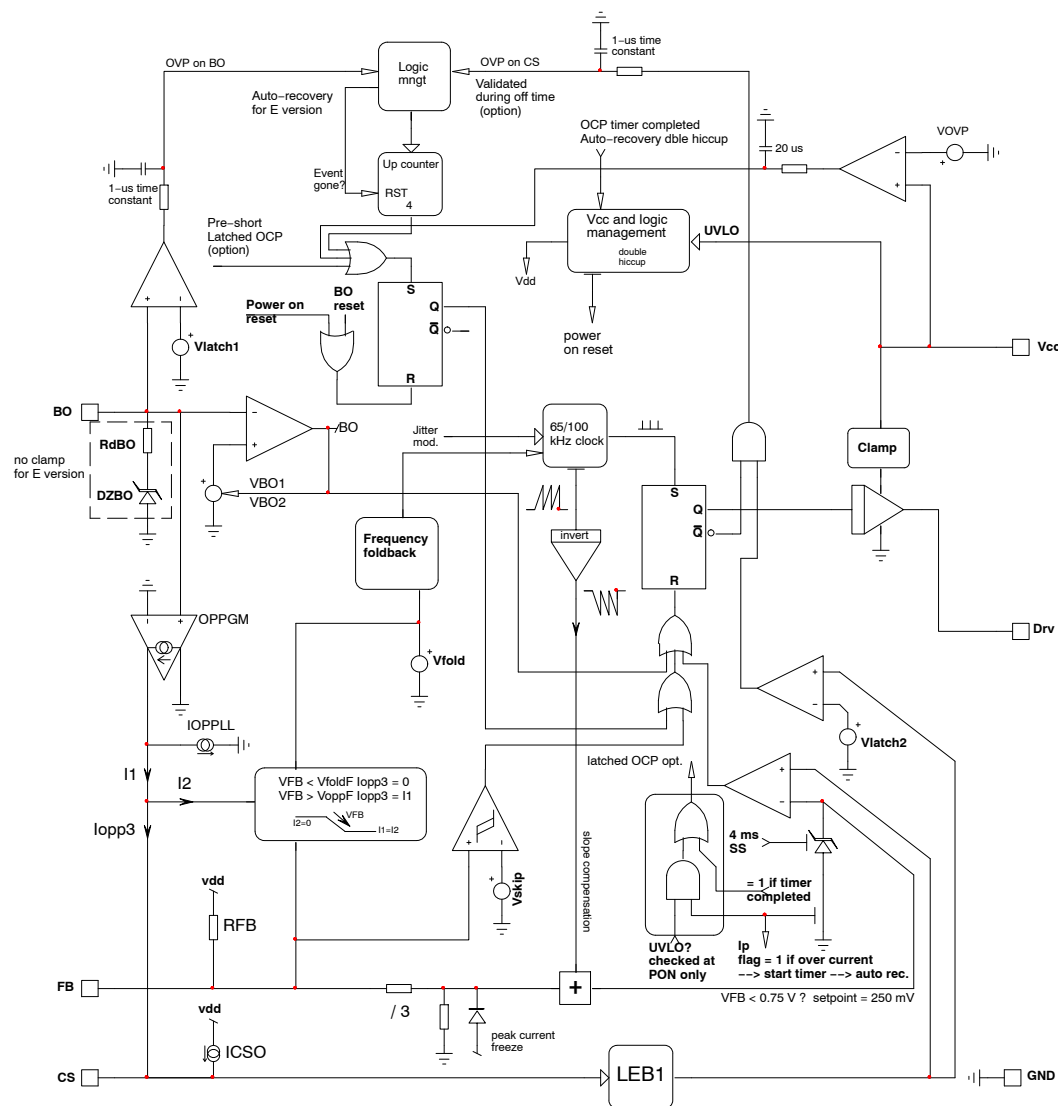 1−us time
constant
OVP on BO
Logic
mngt
OVP on CS
Auto−recovery
for E version
Validated
during off time
(option)
OCP timer completed
Auto−recovery dble hiccup
20 us
VOVP
+
−
+
Up counter
RST
4
Event
gone?
1−us time
constant
Pre−short
Latched OCP
(option)
Vcc and logic
management
double
hiccup
UVLO
Vdd
power
on reset
S
Q
Q
R
Power on
reset
BO
reset
+
−
+
Vlatch1
Vcc
BO
−
+
BO
+
VBO1
VBO2
RdBO
DZBO
no clamp
for E version
Jitter
mod.
65/100
kHz clock
Clamp
S
Q
Q
R
invert
Frequency
foldback
OPPGM
−
+
+
Vfold
Drv
+
−
+
Vlatch2
IOPPLL
I1
I2
Iopp3
VFB < VfoldF Iopp3 = 0
VFB > VoppF Iopp3 = I1
VFB
I2=0
I1=I2
latched OCP opt.
+
−
4 ms
SS
+
−
+
Vskip
slope compensation
= 1 if timer
completed
vdd
RFB
UVLO?
checked at
PON only
Ip
flag = 1 if over current
−−> start timer −−> auto rec.
FB
/ 3
+
VFB < 0.75 V ? setpoint = 250 mV
peak current
freeze
vdd
ICSO
CS
LEB1
GND